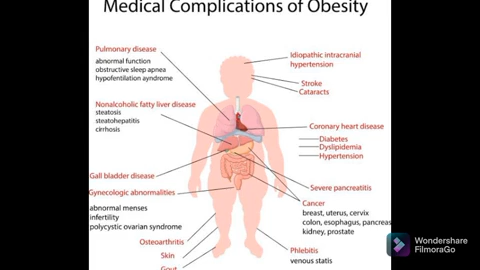 Medical Complications of Obesity
Pulmonary disease
abnormal function
obstructive sleep apnea
hypofentilation ayndrome
Nonalcoholic fatty liver disease
steatosis
steatohepatitis
cirrhosis
Gall bladder disease
Gynecologic abnormalities
abnormal menses
infertility
polycystic ovarian syndrome
Osteoarthritis
Skin
Gout
Idiopathic intracranial
hypertension
Stroke
Cataracts
Coronary heart disease
Diabetes
Dyslipidemia
Hypertension
Severe pancreatitis
Cancer
breast, uterus, cervix
colon, esophagus, pancreas
kidney, prostate
Phlebitis
venous statis
Wondershare
FilmoraGo